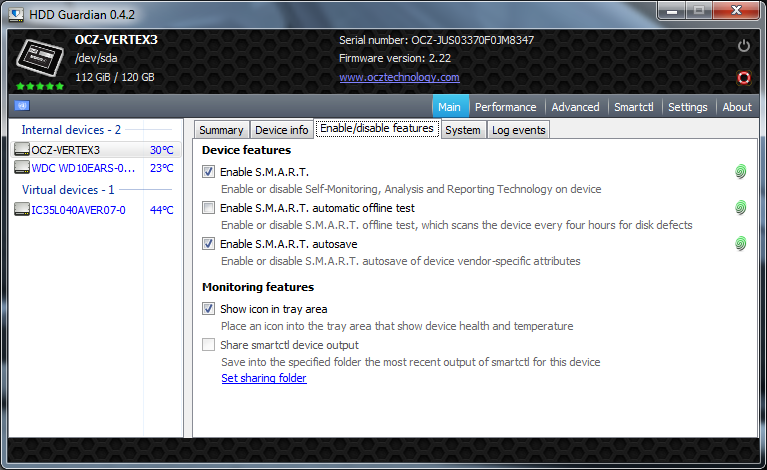 HDD Guardian 0.4.2
OCZ-VERTEX3
/dev/sda
112 GiB / 120 GB
Serial number: OCZ-JUS03370F0JM8347
Firmware version: 2.22
www.ocztechnology.com
Main Performance Advanced Smartctl Settings About
Internal devices - 2
OCZ-VERTEX3 30°C
WDC WD10EARS-0... 23°C
Virtual devices - 1
IC35L040AVER07-0 44°C
Summary Device info Enable/disable features System Log events
Device features
Enable S.M.A.R.T.
Enable or disable Self-Monitoring, Analysis and Reporting Technology on device
Enable S.M.A.R.T. automatic offline test
Enable or disable S.M.A.R.T. offline test, which scans the device every four hours for disk defects
Enable S.M.A.R.T. autosave
Enable or disable S.M.A.R.T. autosave of device vendor-specific attributes
Monitoring features
Show icon in tray area
Place an icon into the tray area that show device health and temperature
Share smartctl device output
Save into the specified folder the most recent output of smartctl for this device
Set sharing folder